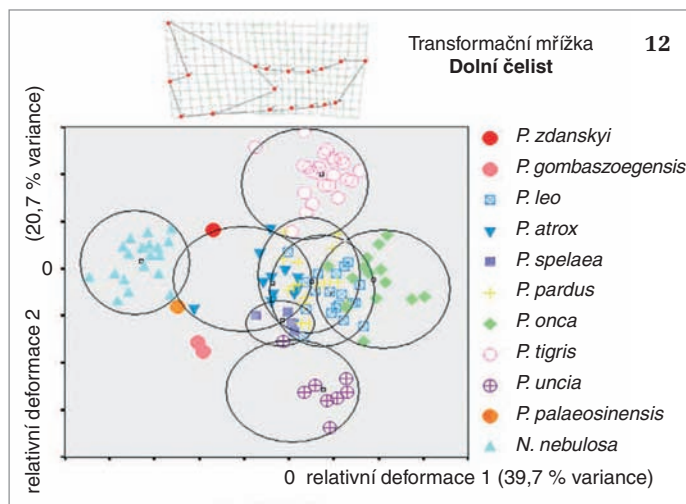 Transformační mřížka 12
Dolní čelist
relativní deformace 2 (20,7 % variance)
0
0 relativní deformace 1 (39,7 % variance)
P. zdanskyi
P. gombaszoegensis
P. leo
P. atrox
P. spelaea
P. pardus
P. onca
P. tigris
P. uncia
P. palaeosinensis
N. nebulosa